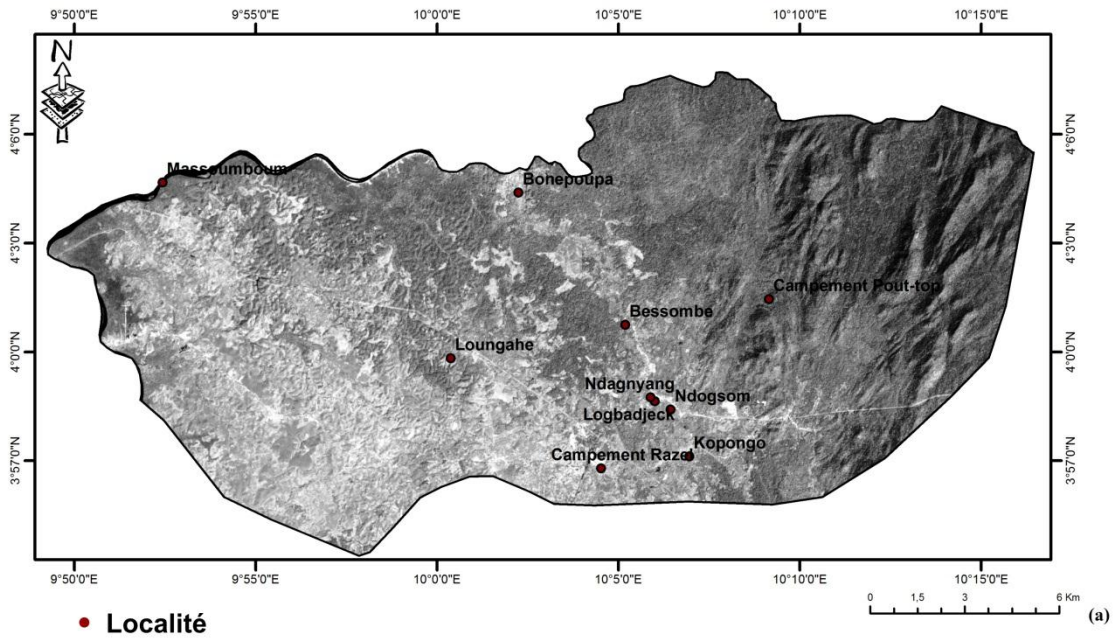 9°50'0"E 9°55'0"E 10°0'0"E 10°5'0"E 10°10'0"E 10°15'0"E
N
4°6'0"N 4°6'0"N
Massoumboum
Bonepoupa
4°3'0"N 4°3'0"N
Campement Pout-top
Bessombe
4°0'0"N 4°0'0"N
Loungahe
Ndagnyang
Ndogsom
Logbadjeck
Kopongo
3°57'0"N 3°57'0"N
Campement Razel
9°50'0"E 9°55'0"E 10°0'0"E 10°5'0"E 10°10'0"E 10°15'0"E
0 1,5 3 6 Km
(a)
Localité